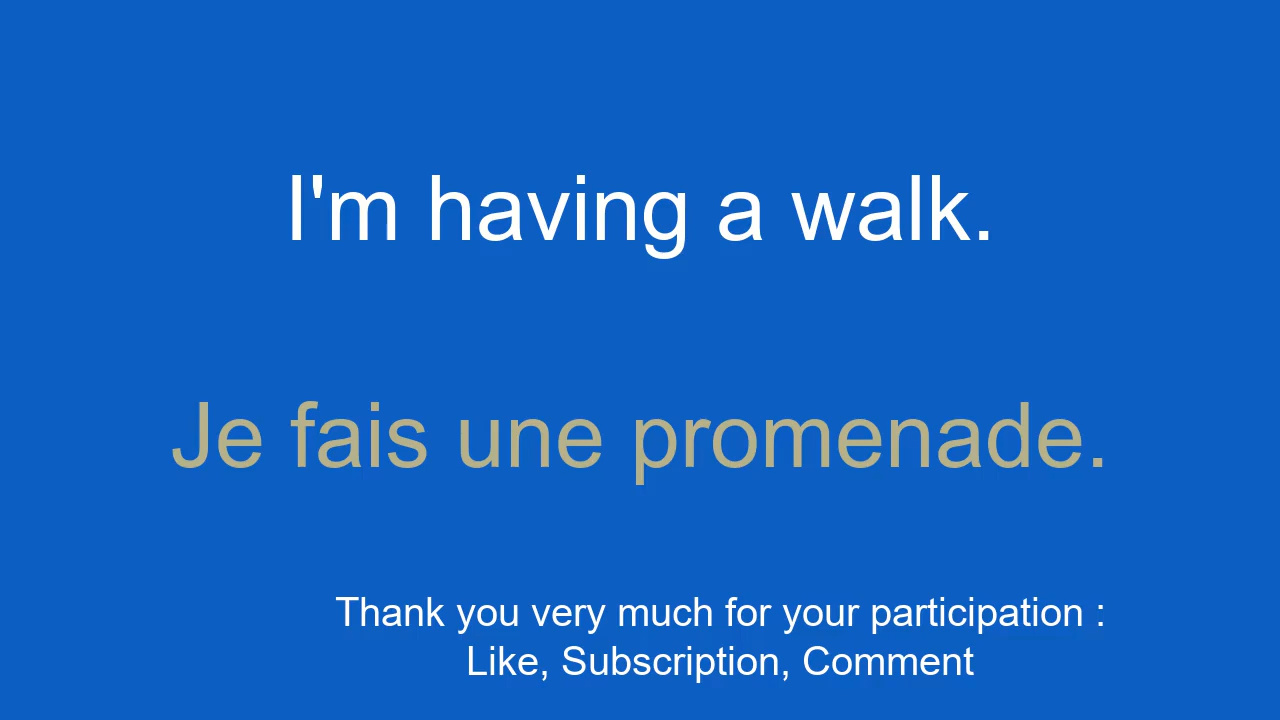 I'm having a walk.
Je fais une promenade.
Thank you very much for your participation :
Like, Subscription, Comment